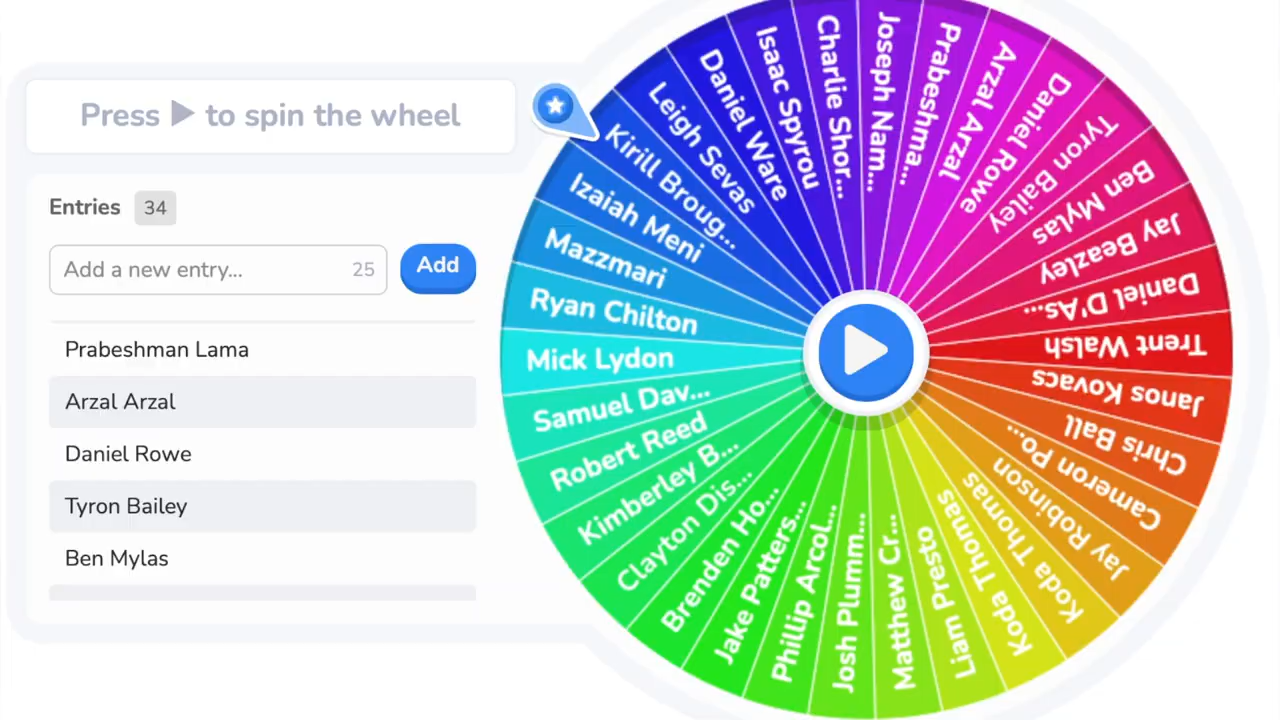 Press ▶ to spin the wheel
Entries 34
Add a new entry... 25
Add
Prabeshman Lama
Arzal Arzal
Daniel Rowe
Tyron Bailey
Ben Mylas
Kirill Broug...
Leigh Sevas
Daniel Ware
Isaac Spyrou
Charlie Shor...
Joseph Nam...
Prabeshma...
Arzal Arzal
Daniel Rowe
Tyron Bailey
Ben Mylas
Jay Beazley
Daniel D'As...
Trent Walsh
Janos Kovacs
Chris Ball
Cameron Po...
Jay Robinson
Koda Thomas
Koda Thomas
Liam Presto
Matthew Cr...
Josh Plumm...
Phillip Arcol...
Jake Patters...
Brenden Ho...
Clayton Dis...
Kimberley B...
Robert Reed
Samuel Dav...
Mick Lydon
Ryan Chilton
Mazzmari
Izaiah Meni